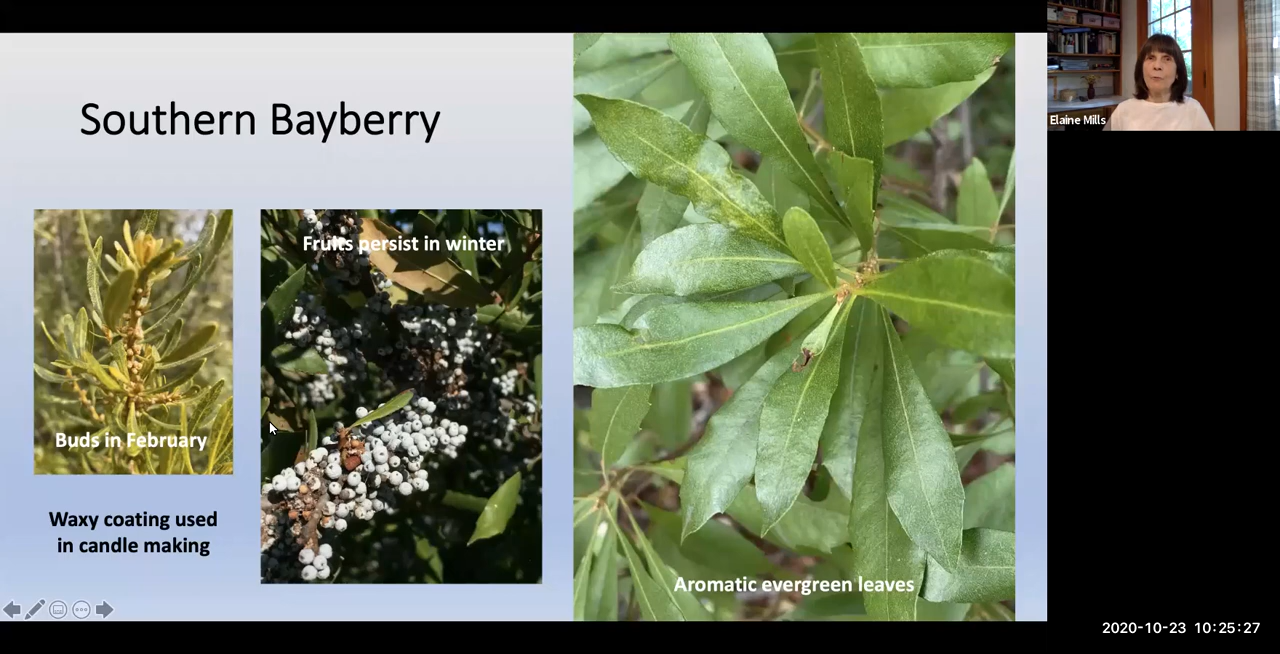 Southern Bayberry
Elaine Mills
Fruits persist in winter
Buds in February
Waxy coating used
in candle making
Aromatic evergreen leaves
2020-10-23 10:25:27